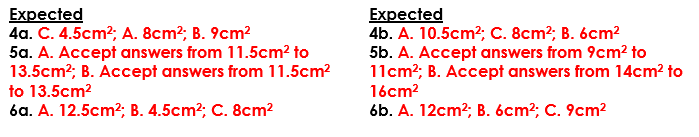 Expected
4a. C. 4.5cm²; A. 8cm²; B. 9cm²
5a. A. Accept answers from 11.5cm² to
13.5cm²; B. Accept answers from 11.5cm²
to 13.5cm²
6a. A. 12.5cm²; B. 4.5cm²; C. 8cm²
Expected
4b. A. 10.5cm²; C. 8cm²; B. 6cm²
5b. A. Accept answers from 9cm² to
11cm²; B. Accept answers from 14cm² to
16cm²
6b. A. 12cm²; B. 6cm²; C. 9cm²